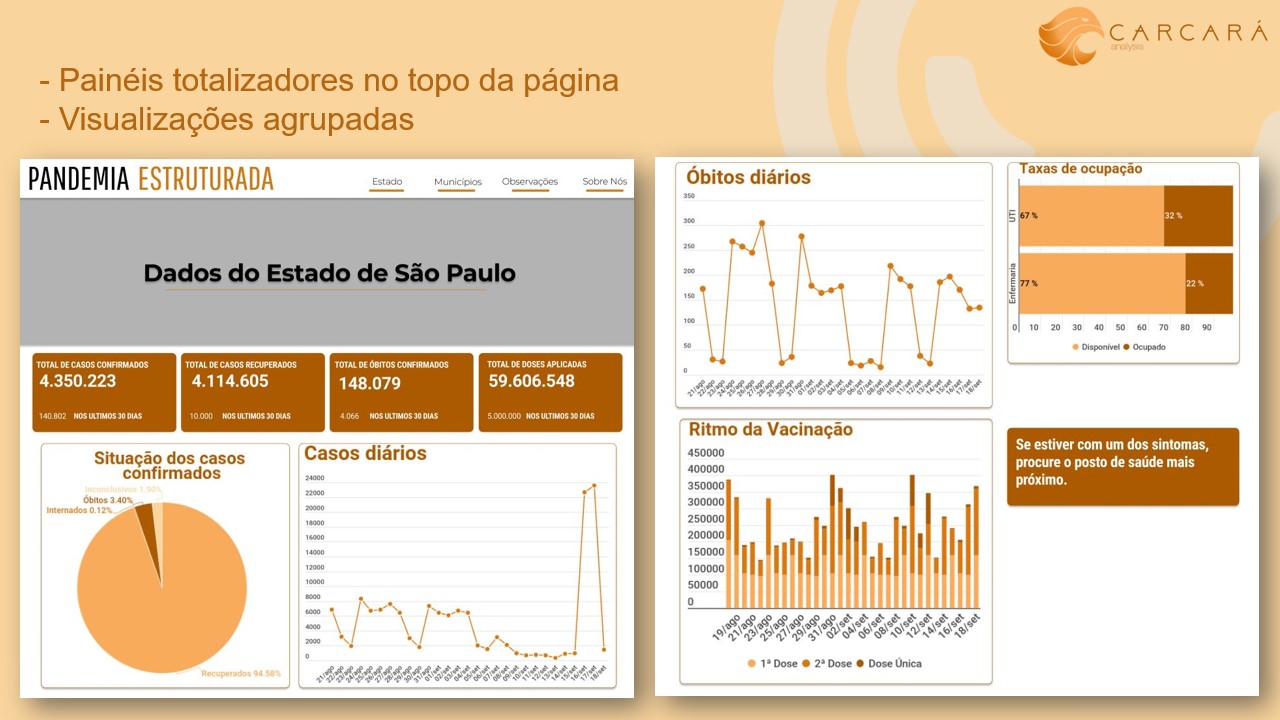 CARCARÁ
analysis
- Painéis totalizadores no topo da página
- Visualizações agrupadas
PANDEMIA ESTRUTURADA
Estado Municípios Observações Sobre Nós
Dados do Estado de São Paulo
TOTAL DE CASOS CONFIRMADOS
4.350.223
140.802 NOS ULTIMOS 30 DIAS
TOTAL DE CASOS RECUPERADOS
4.114.605
10.000 NOS ULTIMOS 30 DIAS
TOTAL DE ÓBITOS CONFIRMADOS
148.079
4.066 NOS ULTIMOS 30 DIAS
TOTAL DE DOSES APLICADAS
59.606.548
5.000.000 NOS ULTIMOS 30 DIAS
Situação dos casos
confirmados
Inconclusivos 1.90%
Óbitos 3.40%
Internados 0.12%
Recuperados 94.58%
Casos diários
24000
22000
20000
18000
16000
14000
12000
10000
8000
6000
4000
2000
0
21/ago 22/ago 23/ago 24/ago 25/ago 26/ago 27/ago 28/ago 29/ago 30/ago 31/ago 01/set 02/set 03/set 04/set 05/set 06/set 07/set 08/set 09/set 10/set 11/set 12/set 13/set 14/set 15/set 16/set 17/set 18/set
Óbitos diários
350
300
250
200
150
100
50
0
21/ago 22/ago 23/ago 24/ago 25/ago 26/ago 27/ago 28/ago 29/ago 30/ago 31/ago 01/set 02/set 03/set 04/set 05/set 06/set 07/set 08/set 09/set 10/set 11/set 12/set 13/set 14/set 15/set 16/set 17/set 18/set
Taxas de ocupação
UTI
67 % 32 %
Enfermaria
77 % 22 %
0 10 20 30 40 50 60 70 80 90
Disponível Ocupado
Ritmo da Vacinação
450000
400000
350000
300000
250000
200000
150000
100000
50000
0
19/ago 21/ago 23/ago 25/ago 27/ago 29/ago 31/ago 02/set 04/set 06/set 08/set 10/set 12/set 14/set 16/set 18/set
1ª Dose 2ª Dose Dose Única
Se estiver com um dos sintomas,
procure o posto de saúde mais
próximo.